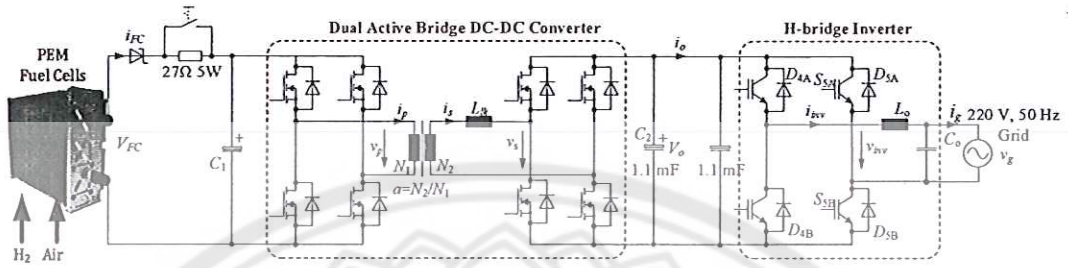 Dual Active Bridge DC-DC Converter
H-bridge Inverter
PEM
Fuel Cells
i_FC
27Ω 5W
V_FC
C_1
+
i_p
i_s
v_p
N_1
N_2
a=N_2/N_1
v_s
i_o
C_2
+
V_o
1.1 mF
1.1 mF
D_4A
S_5A
D_5A
i_inv
L_o
i_g
220 V, 50 Hz
v_inv
C_o
Grid
v_g
S_5B
D_4B
D_5B
H_2
Air